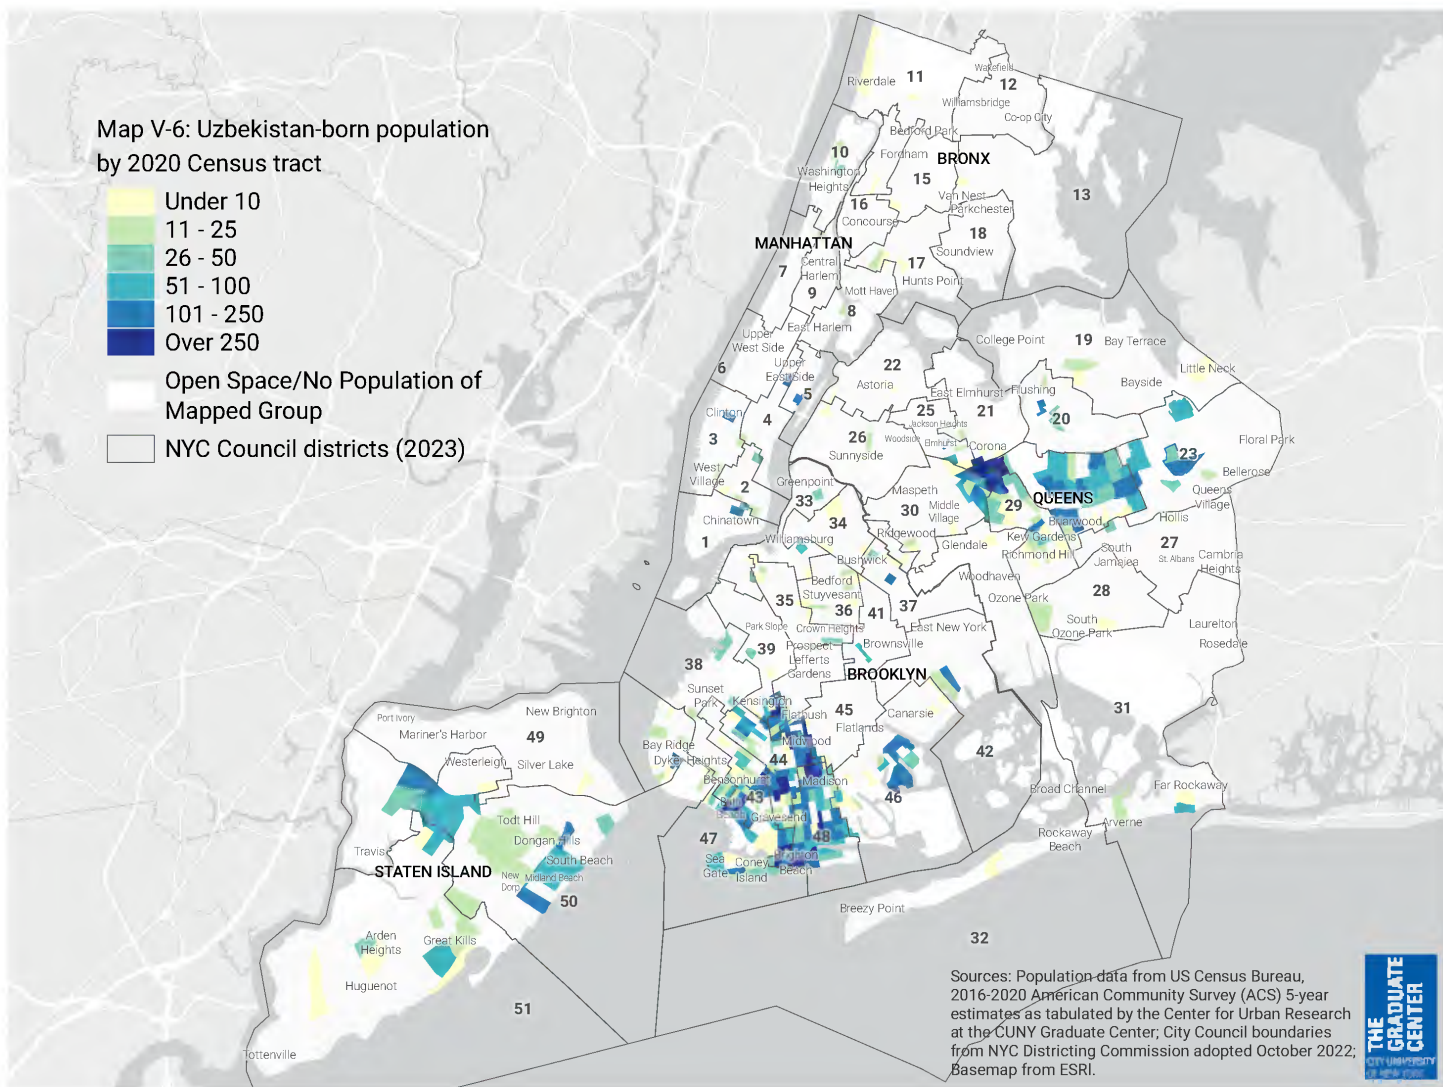 Map V-6: Uzbekistan-born population
by 2020 Census tract
Under 10
11 - 25
26 - 50
51 - 100
101 - 250
Over 250
Open Space/No Population of
Mapped Group
NYC Council districts (2023)
Riverdale
11
Wakefield
12
Williamsbridge
Co-op City
Bedford Park
10
Fordham
BRONX
Washington
Heights
15
13
Van Nest
Parkchester
16
Concourse
18
Soundview
MANHATTAN
Central
Harlem
7
17
Hunts Point
9
Mott Haven
8
East Harlem
Upper
West Side
College Point
19
Bay Terrace
6
Upper
East Side
22
Astoria
Little Neck
Bayside
5
East Elmhurst
Flushing
Clinton
4
25
21
20
Jackson Heights
3
26
Woodside
Elmhurst
Corona
Floral Park
Sunnyside
23
West
Village
2
Greenpoint
Bellerose
33
Maspeth
QUEENS
Queens
Village
30
Middle
Village
29
Chinatown
34
Briarwood
Hollis
1
Williamsburg
Ridgewood
Glendale
Kew Gardens
Richmond Hill
South
Jamaica
27
St. Albans
Cambria
Heights
Bushwick
Woodhaven
Bedford
Stuyvesant
35
36
41
37
Ozone Park
28
South
Ozone Park
Laurelton
Park Slope
Crown Heights
East New York
Rosedale
39
Prospect
Lefferts
Gardens
Brownsville
38
BROOKLYN
Sunset
Park
Kensington
Flatbush
45
Canarsie
31
Flatlands
Port Ivory
New Brighton
Mariner's Harbor
49
Bay Ridge
Midwood
42
Dyker Heights
44
Westerleigh
Silver Lake
Bensonhurst
Madison
Broad Channel
Far Rockaway
43
Bath
Beach
46
Gravesend
Todt Hill
Arverne
47
48
Rockaway
Beach
Dongan Hills
Travis
South Beach
Sea
Gate
Coney
Island
Brighton
Beach
STATEN ISLAND
New
Dorp
Midland Beach
50
Breezy Point
Arden
Heights
Great Kills
32
Huguenot
51
Tottenville
Sources: Population data from US Census Bureau,
2016-2020 American Community Survey (ACS) 5-year
estimates as tabulated by the Center for Urban Research
at the CUNY Graduate Center; City Council boundaries
from NYC Districting Commission adopted October 2022;
Basemap from ESRI.
THE
GRADUATE
CENTER
CITY UNIVERSITY
OF NEW YORK